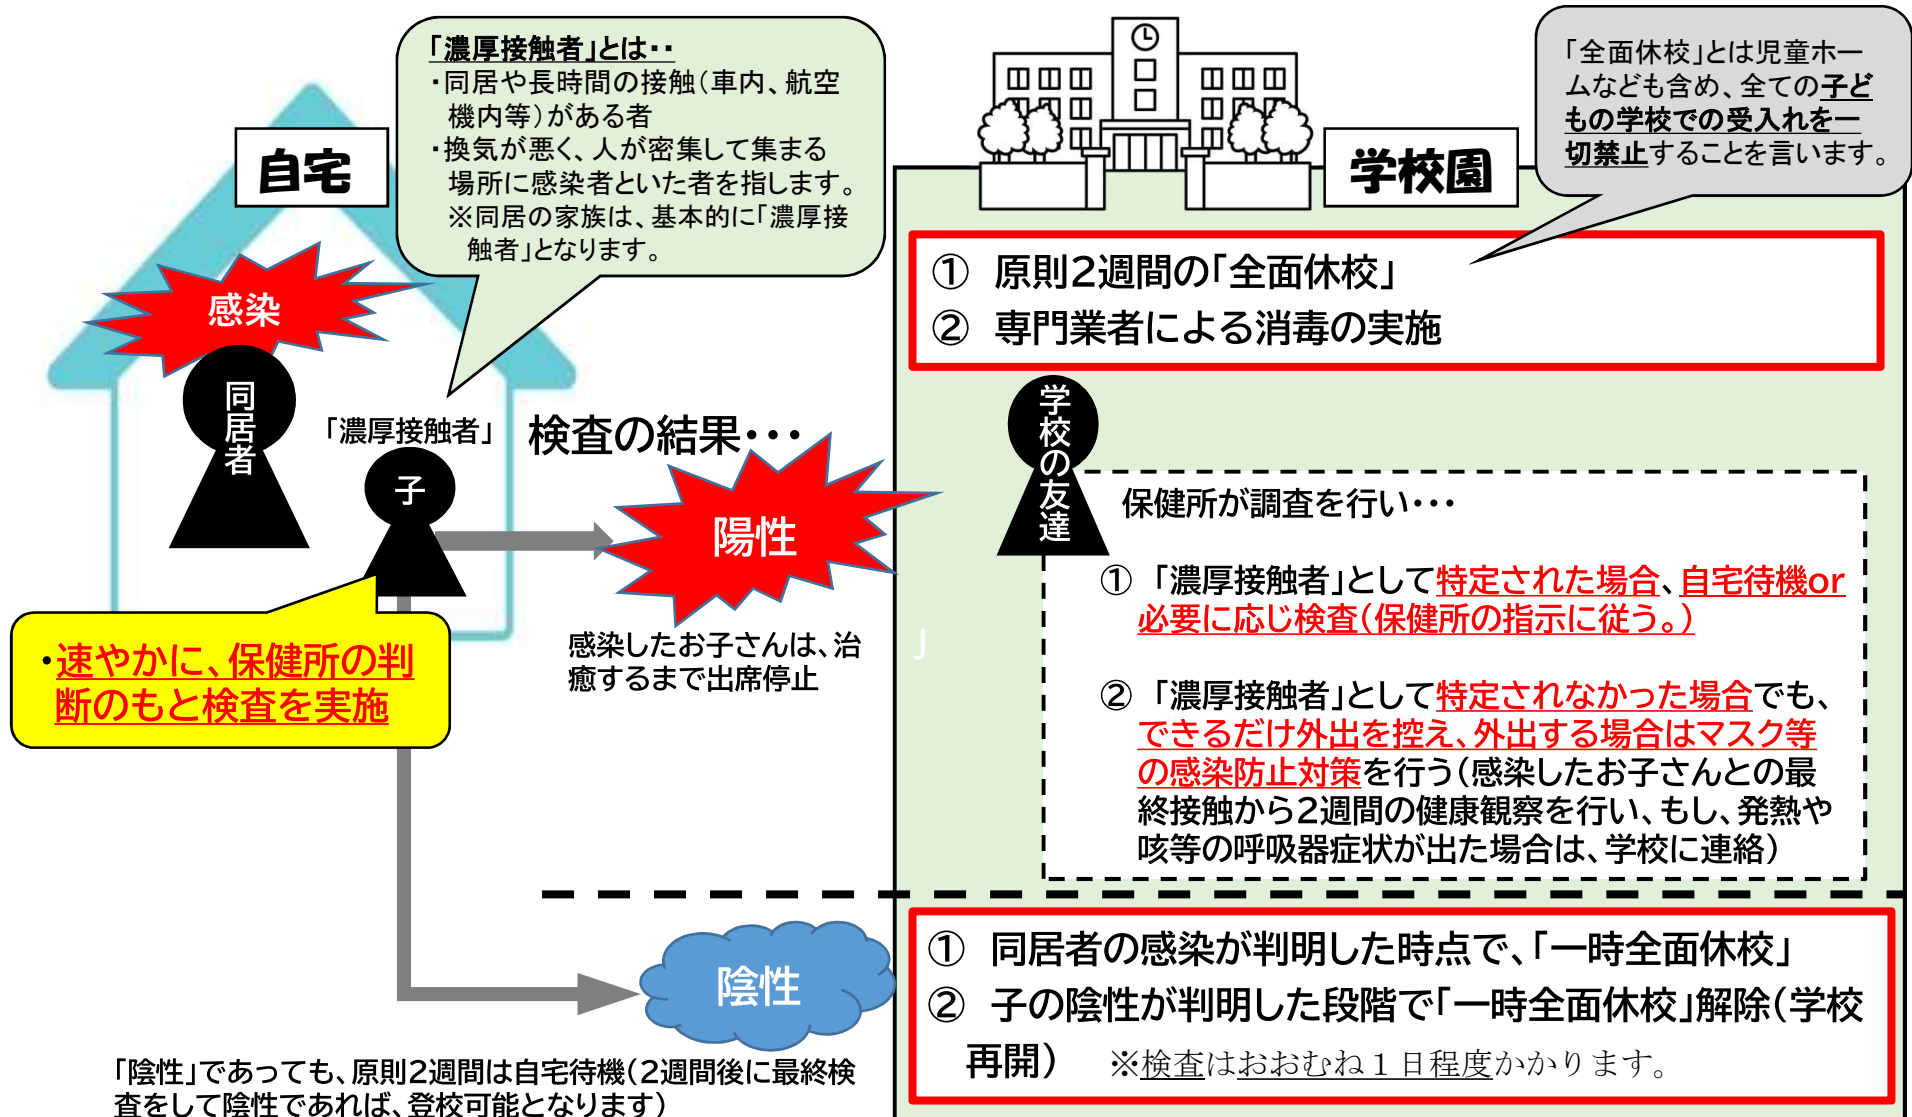 「濃厚接触者」とは・・
・同居や長時間の接触(車内、航空
機内等)がある者
・換気が悪く、人が密集して集まる
場所に感染者といた者を指します。
※同居の家族は、基本的に「濃厚接
触者」となります。
「全面休校」とは児童ホー
ムなども含め、全ての子ど
もの学校での受入れを一
切禁止することを言います。
自宅
学校園
感染
同居者
「濃厚接触者」
子
・速やかに、保健所の判
断のもと検査を実施
検査の結果・・・
陽性
感染したお子さんは、治
癒するまで出席停止
① 原則2週間の「全面休校」
② 専門業者による消毒の実施
学校の友達
保健所が調査を行い・・・
① 「濃厚接触者」として特定された場合、自宅待機or
必要に応じ検査(保健所の指示に従う。)
② 「濃厚接触者」として特定されなかった場合でも、
できるだけ外出を控え、外出する場合はマスク等
の感染防止対策を行う(感染したお子さんとの最
終接触から2週間の健康観察を行い、もし、発熱や
咳等の呼吸器症状が出た場合は、学校に連絡)
J
陰性
「陰性」であっても、原則2週間は自宅待機(2週間後に最終検
査をして陰性であれば、登校可能となります)
① 同居者の感染が判明した時点で、「一時全面休校」
② 子の陰性が判明した段階で「一時全面休校」解除(学校
再開) ※検査はおおむね１日程度かかります。